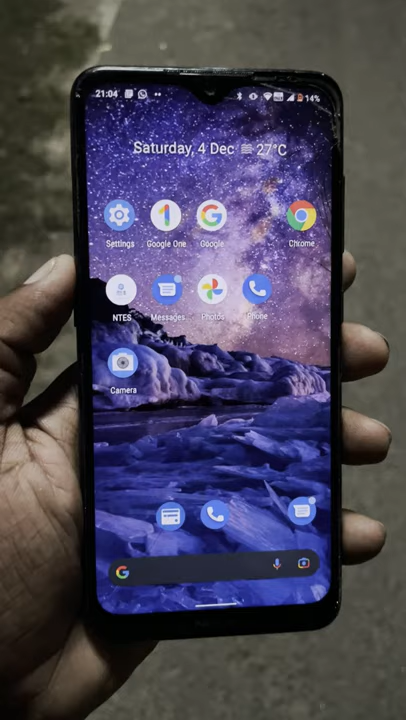 21:04
14%
Saturday, 4 Dec 27°C
Settings Google One Google Chrome
NTES Messages Photos Phone
Camera